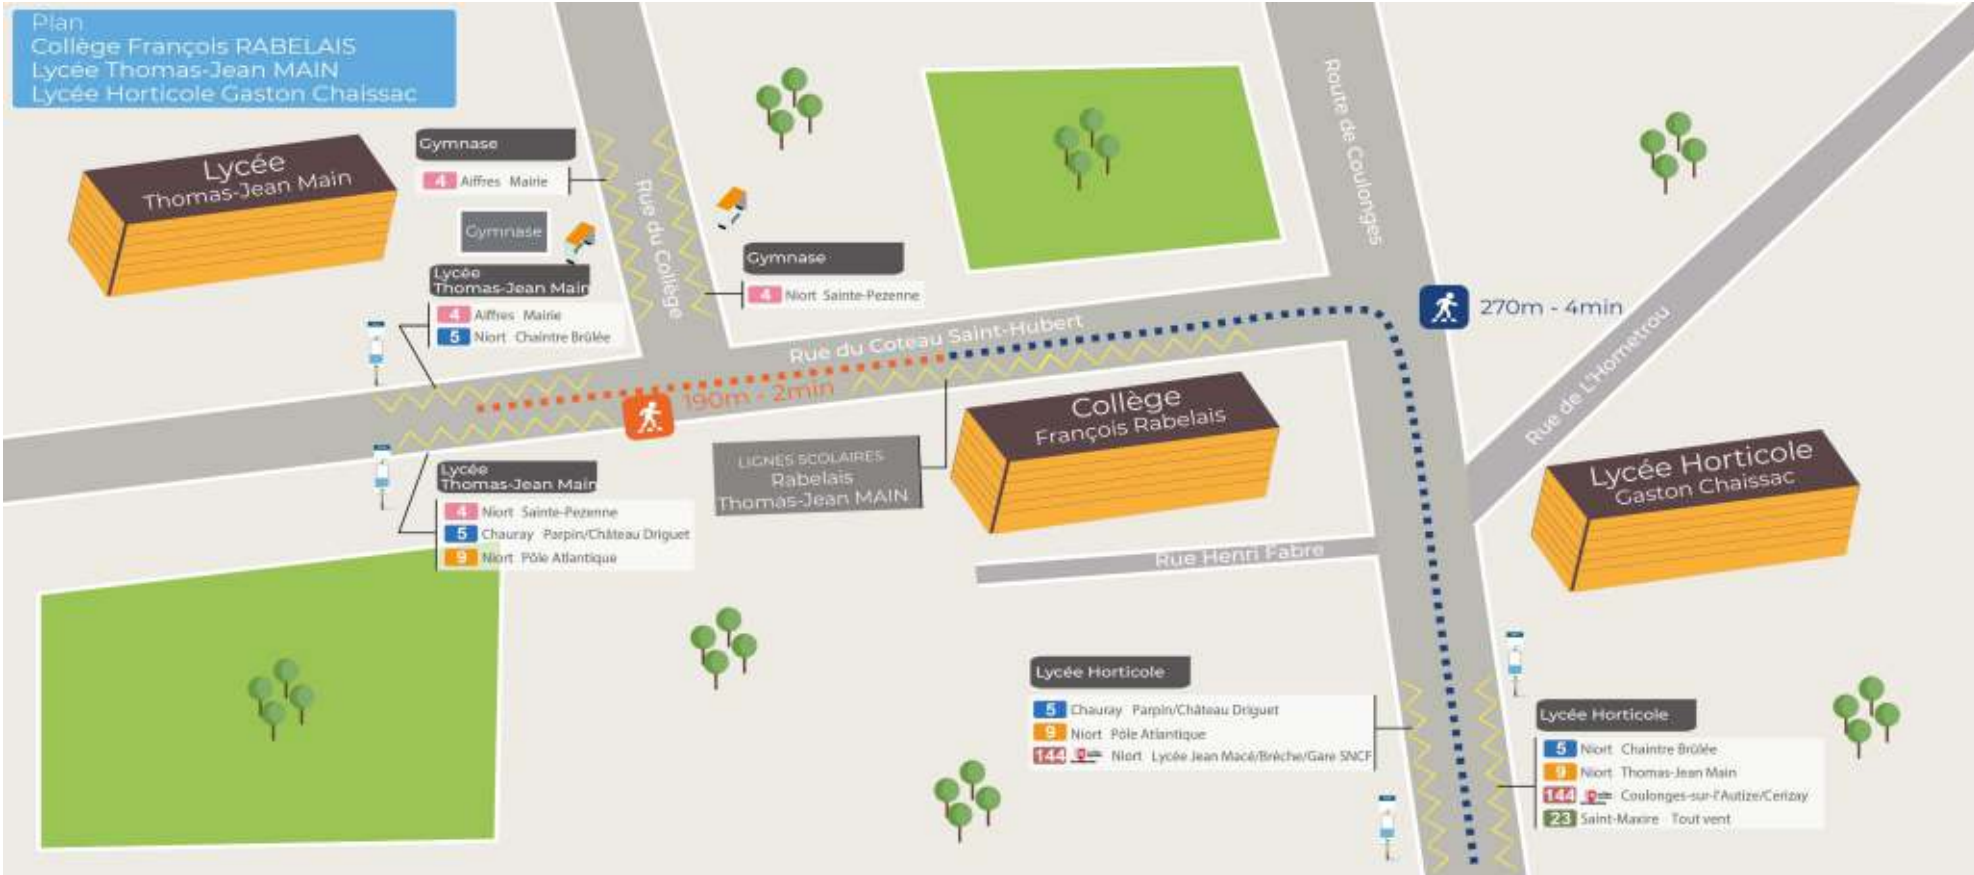 Plan
Collège François RABELAIS
Lycée Thomas-Jean MAIN
Lycée Horticole Gaston Chaissac
Lycée
Thomas-Jean Main
Gymnase
4 Aiffres Mairie
Gymnase
Rue du Collège
Gymnase
4 Niort Sainte-Pezenne
Lycée
Thomas-Jean Main
4 Aiffres Mairie
5 Niort Chaintre Brûlée
Route de Coulonges
270m - 4min
Rue du Coteau Saint-Hubert
190m - 2min
Rue de L'Hometrou
Collège
François Rabelais
LIGNES SCOLAIRES
Rabelais
Thomas-Jean MAIN
Lycée Horticole
Gaston Chaissac
Lycée
Thomas-Jean Main
4 Niort Sainte-Pezenne
5 Chauray Parpin/Château Driguet
9 Niort Pôle Atlantique
Rue Henri Fabre
Lycée Horticole
5 Chauray Parpin/Château Driguet
9 Niort Pôle Atlantique
144 Niort Lycée Jean Macé/Brèche/Gare SNCF
Lycée Horticole
5 Niort Chaintre Brûlée
9 Niort Thomas-Jean Main
144 Coulonges-sur-l'Autize/Cerizay
23 Saint-Maxire Tout vent